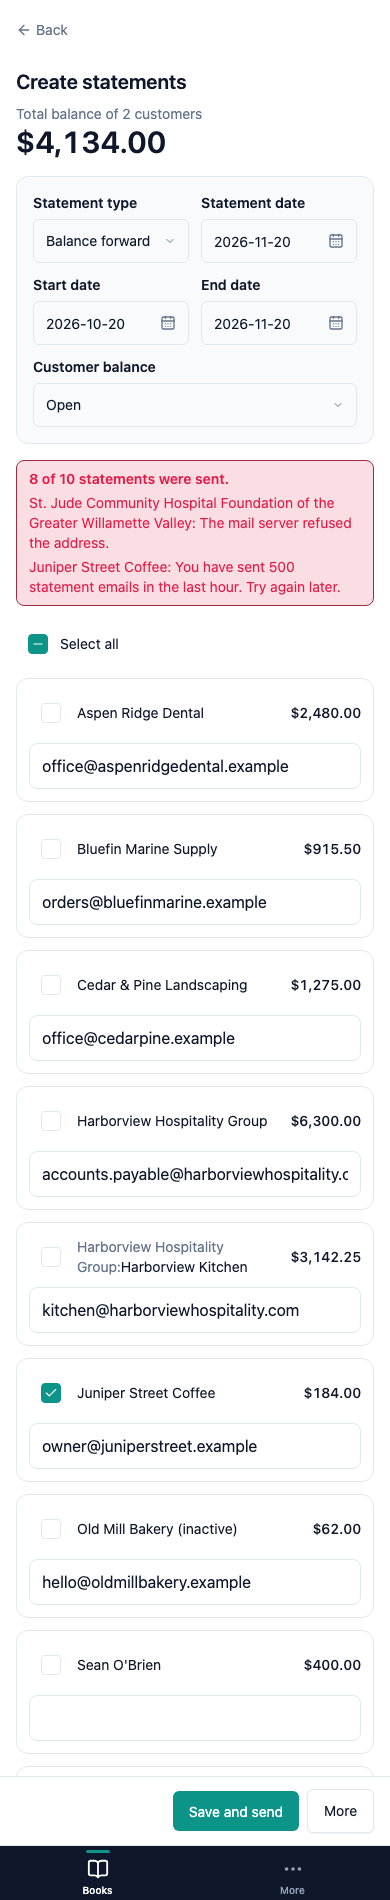 Back
Create statements
Total balance of 2 customers
$4,134.00
Statement type
Statement date
Balance forward
2026-11-20
Start date
End date
2026-10-20
2026-11-20
Customer balance
Open
8 of 10 statements were sent.
St. Jude Community Hospital Foundation of the
Greater Willamette Valley: The mail server refused
the address.
Juniper Street Coffee: You have sent 500
statement emails in the last hour. Try again later.
Select all
Aspen Ridge Dental $2,480.00
office@aspenridgedental.example
Bluefin Marine Supply $915.50
orders@bluefinmarine.example
Cedar & Pine Landscaping $1,275.00
office@cedarpine.example
Harborview Hospitality Group $6,300.00
accounts.payable@harborviewhospitality.c
Harborview Hospitality
Group:Harborview Kitchen $3,142.25
kitchen@harborviewhospitality.com
Juniper Street Coffee $184.00
owner@juniperstreet.example
Old Mill Bakery (inactive) $62.00
hello@oldmillbakery.example
Sean O'Brien $400.00
Save and send
More
Books
More